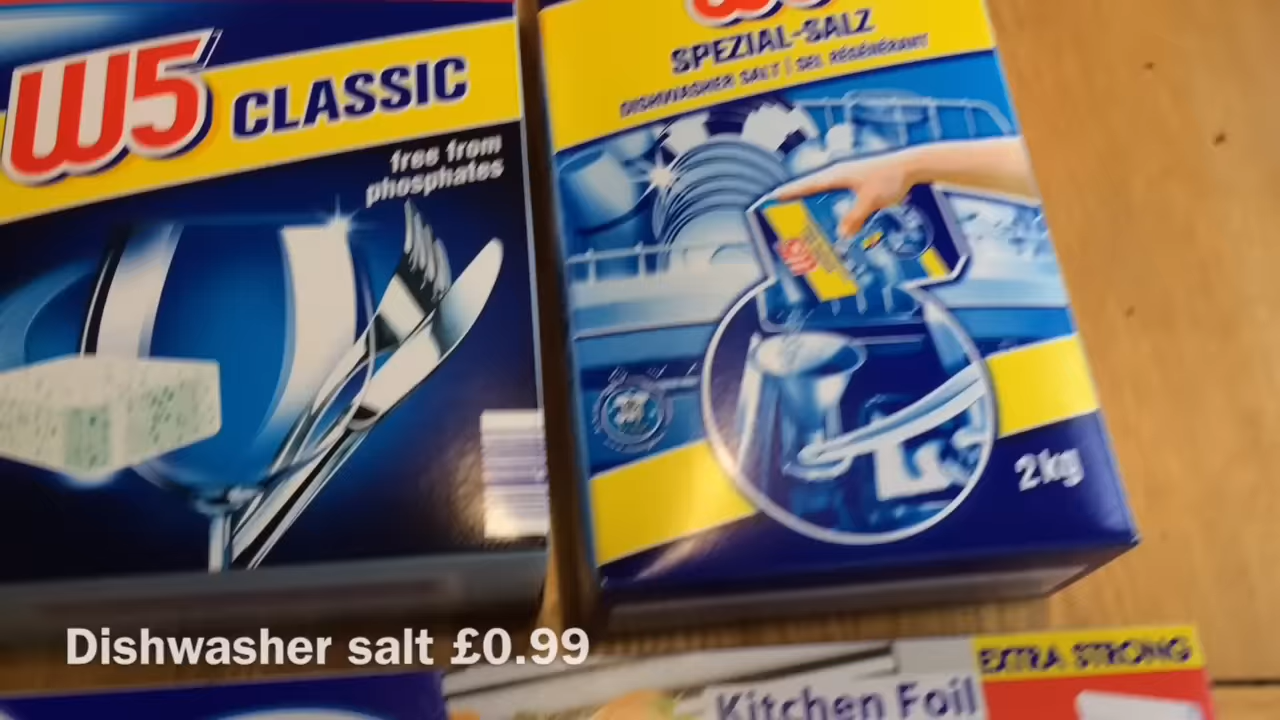 W5 CLASSIC
free from
phosphates
SPEZIAL-SALZ
DISHWASHER SALT | SEL RÉGÉNÉRANT
2kg
Dishwasher salt £0.99
EXTRA STRONG
Kitchen Foil